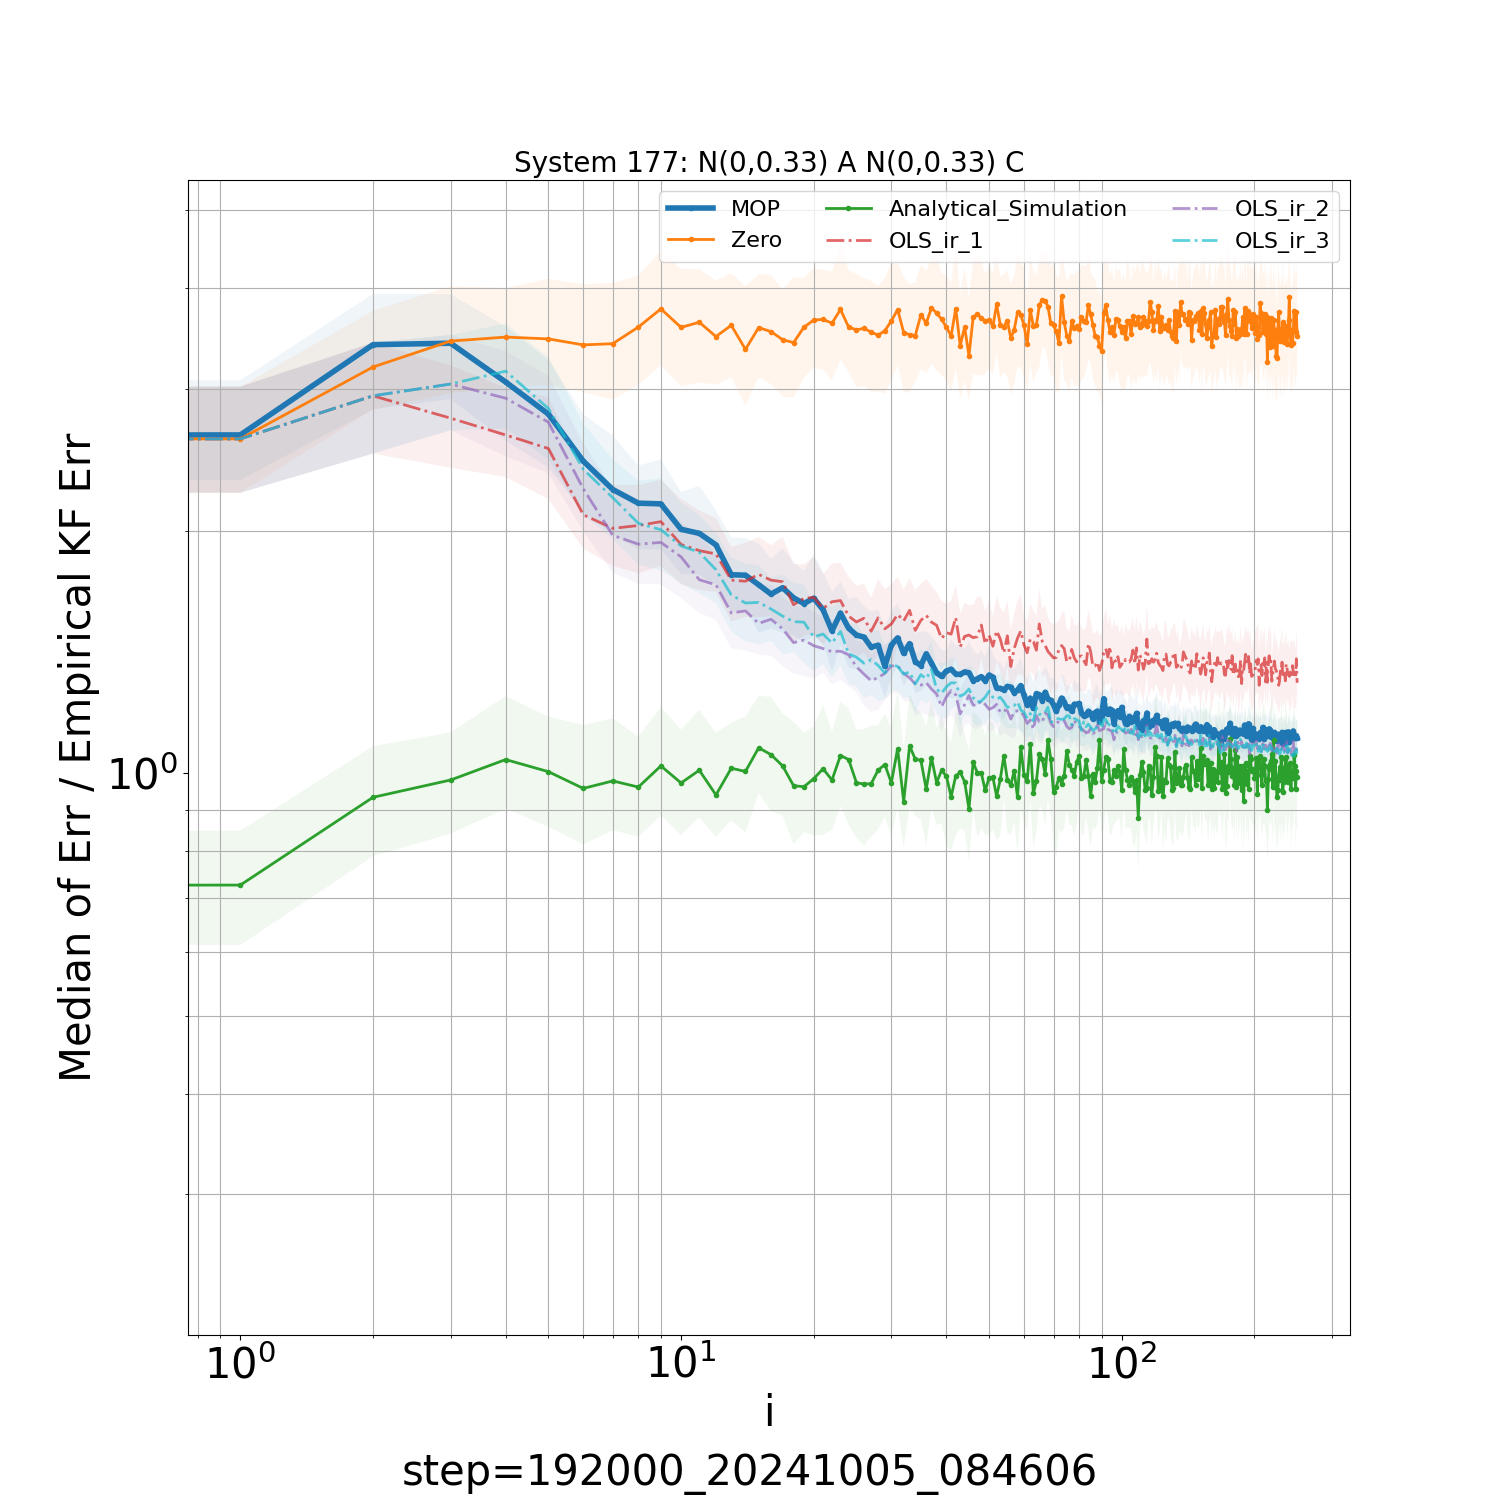 System 177: N(0,0.33) A N(0,0.33) C
MOP
Zero
Analytical_Simulation
OLS_ir_1
OLS_ir_2
OLS_ir_3
Median of Err / Empirical KF Err
10⁰
10⁰ 10¹ 10²
i
step=192000_20241005_084606